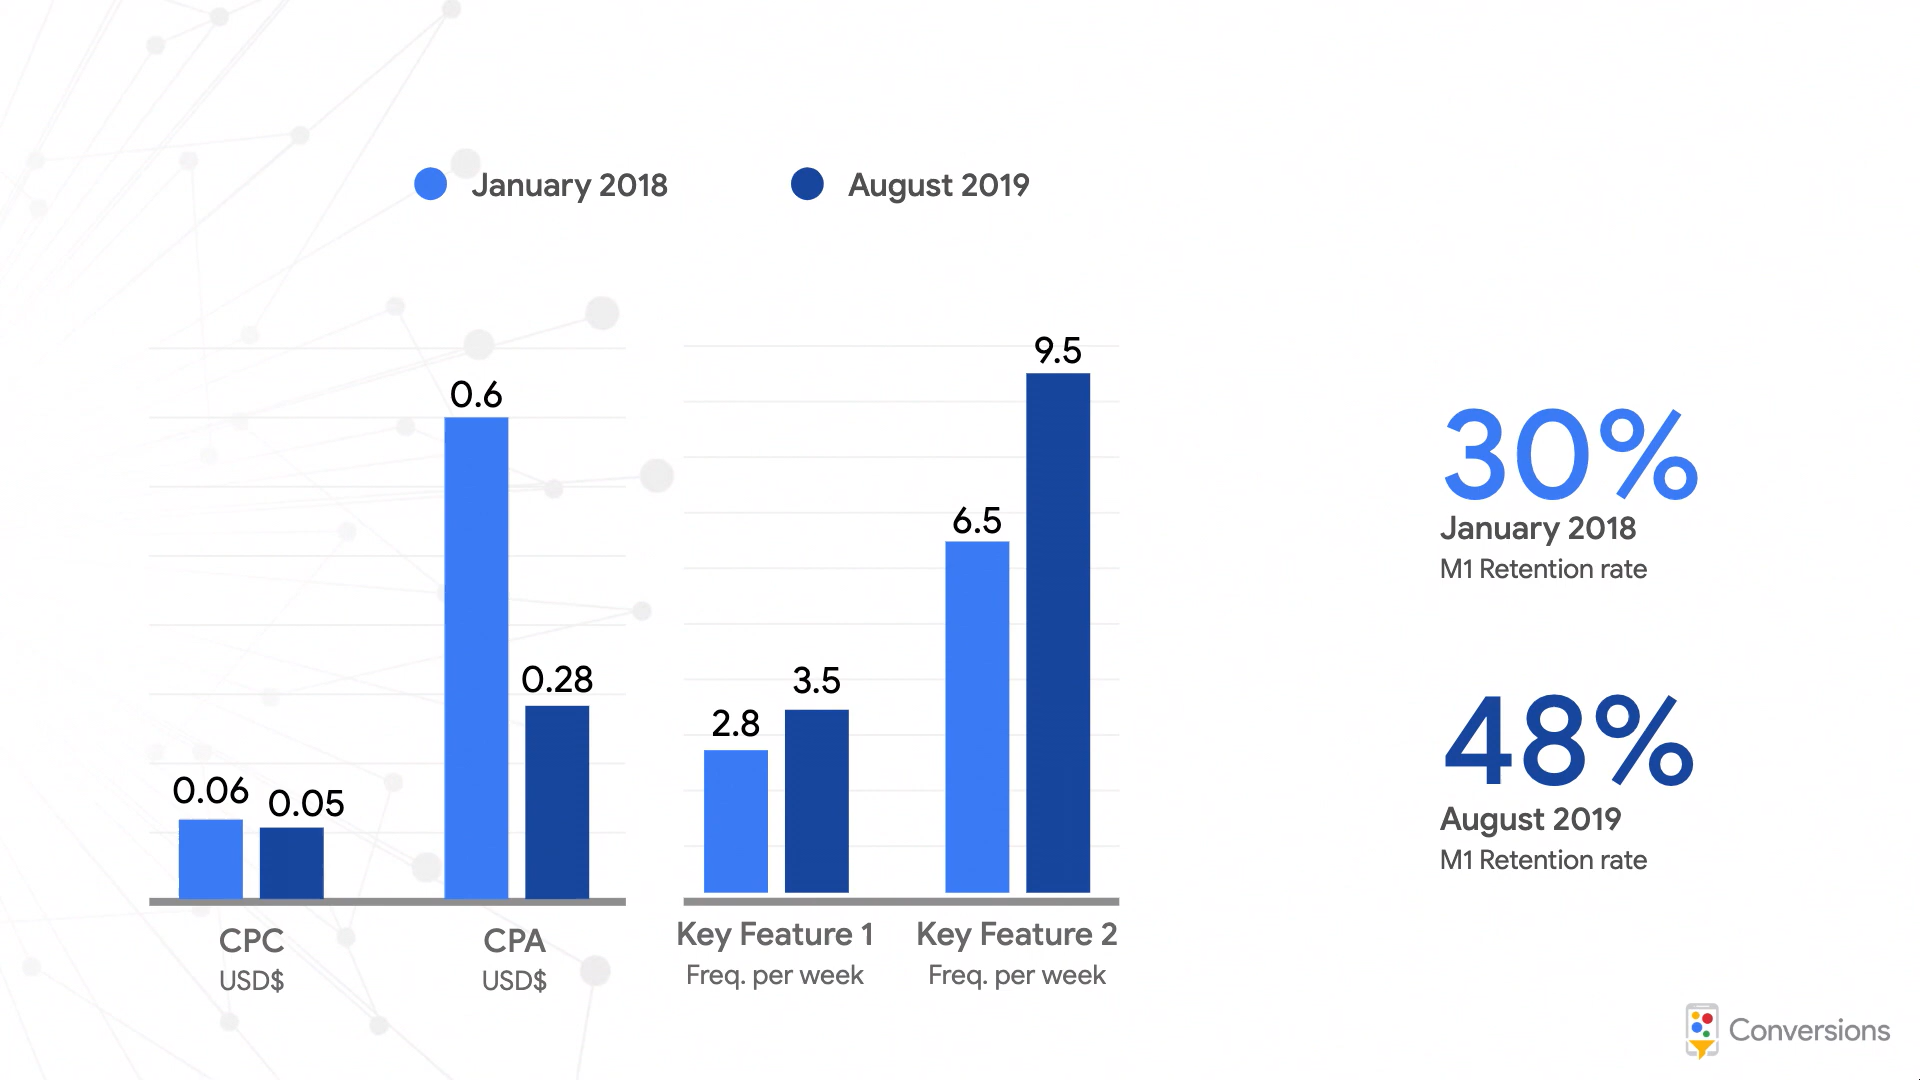 January 2018
August 2019
0.06
0.05
0.6
0.28
CPC
USD$
CPA
USD$
2.8
3.5
6.5
9.5
Key Feature 1
Freq. per week
Key Feature 2
Freq. per week
30%
January 2018
M1 Retention rate
48%
August 2019
M1 Retention rate
Conversions